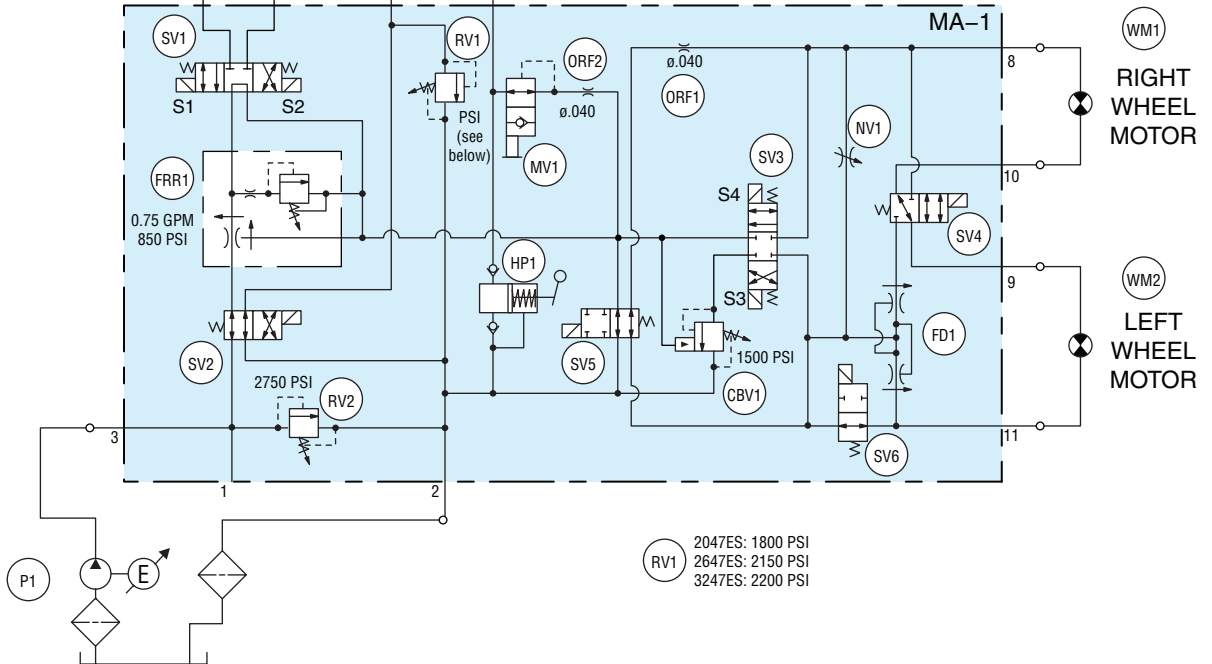 MA–1
SV1
S1
S2
RV1
PSI
(see
below)
ORF2
ø.040
MV1
ø.040
ORF1
NV1
8
WM1
RIGHT
WHEEL
MOTOR
10
FRR1
0.75 GPM
850 PSI
SV3
S4
S3
SV4
HP1
9
WM2
LEFT
WHEEL
MOTOR
SV2
SV5
1500 PSI
CBV1
FD1
2750 PSI
RV2
3
SV6
11
1
2
P1
E
RV1
2047ES: 1800 PSI
2647ES: 2150 PSI
3247ES: 2200 PSI